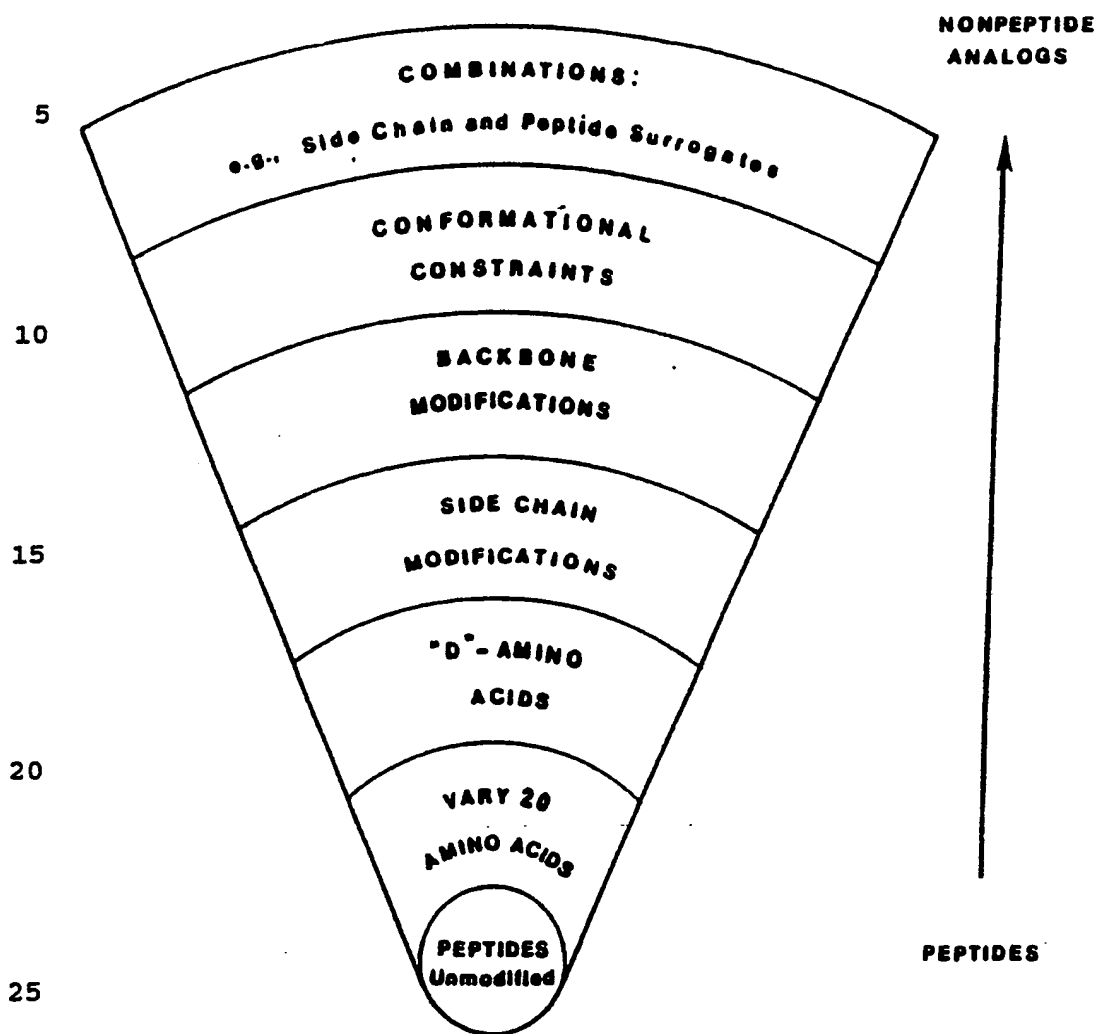 NONPEPTIDE
ANALOGS
COMBINATIONS:
5
e.g., Side Chain and Peptide Surrogates
CONFORMATIONAL
CONSTRAINTS
10
BACKBONE
MODIFICATIONS
SIDE CHAIN
15
MODIFICATIONS
"D"-AMINO
ACIDS
20
VARY 20
AMINO ACIDS
PEPTIDES
Unmodified
PEPTIDES
25